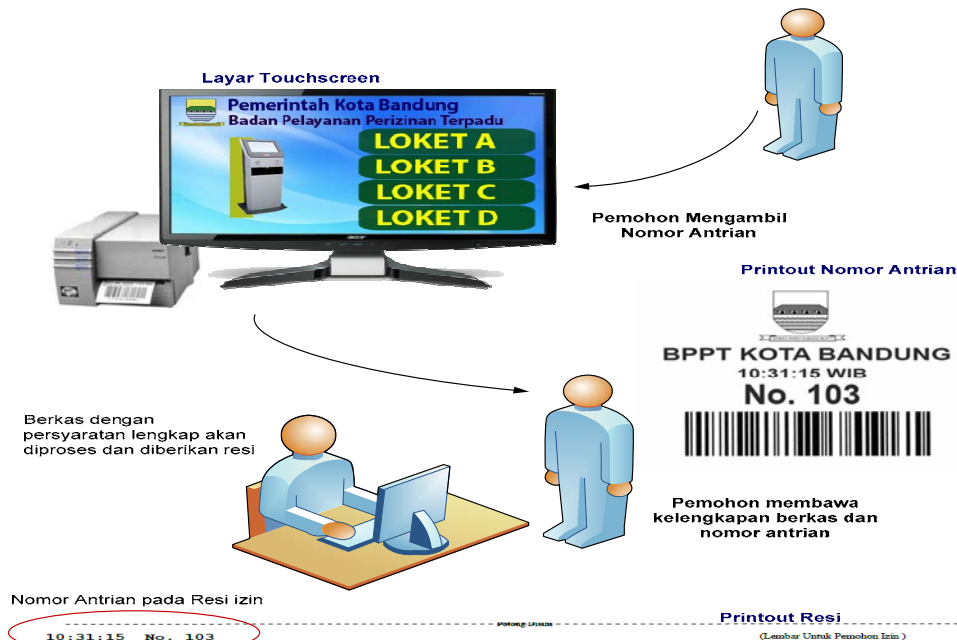 Layar Touchscreen
Pemerintah Kota Bandung
Badan Pelayanan Perizinan Terpadu
LOKET A
LOKET B
LOKET C
LOKET D
acer
Pemohon Mengambil
Nomor Antrian
Printout Nomor Antrian
BPPT KOTA BANDUNG
10:31:15 WIB
No. 103
Berkas dengan
persyaratan lengkap akan
diproses dan diberikan resi
Pemohon membawa
kelengkapan berkas dan
nomor antrian
Nomor Antrian pada Resi izin
Printout Resi
Potong Disini
10:31:15 No. 103
(Lembar Untuk Pemohon Izin )